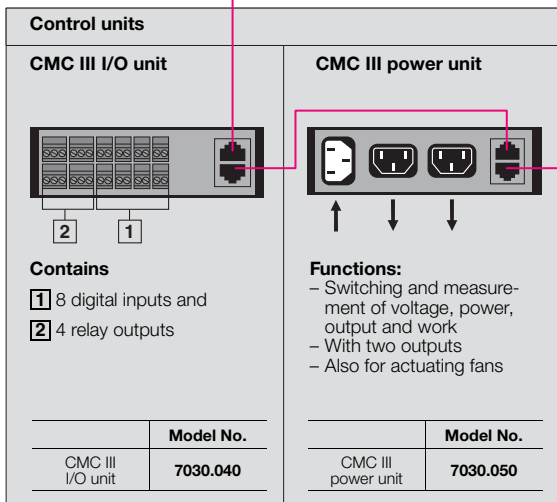 Control units
CMC III I/O unit
2
1
Contains
1 8 digital inputs and
2 4 relay outputs
Model No.
CMC III
I/O unit
7030.040
CMC III power unit
Functions:
– Switching and measure-
ment of voltage, power,
output and work
– With two outputs
– Also for actuating fans
Model No.
CMC III
power unit
7030.050